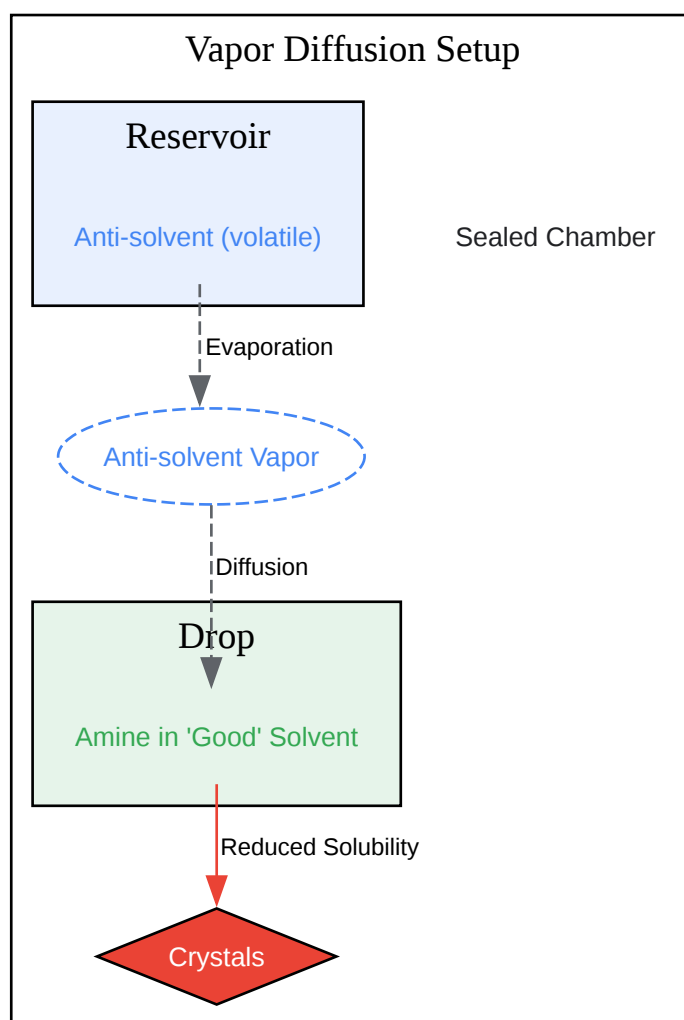 Vapor Diffusion Setup
Reservoir
Anti-solvent (volatile)
Sealed Chamber
Evaporation
Anti-solvent Vapor
Diffusion
Drop
Amine in 'Good' Solvent
Reduced Solubility
Crystals